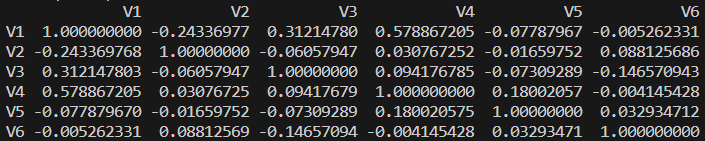 V1 V2 V3 V4 V5 V6
V1 1.000000000 -0.24336977 0.31214780 0.578867205 -0.07787967 -0.005262331
V2 -0.243369768 1.00000000 -0.06057947 0.030767252 -0.01659752 0.088125686
V3 0.312147803 -0.06057947 1.00000000 0.094176785 -0.07309289 -0.146570943
V4 0.578867205 0.03076725 0.09417679 1.000000000 0.18002057 -0.004145428
V5 -0.077879670 -0.01659752 -0.07309289 0.180020575 1.00000000 0.032934712
V6 -0.005262331 0.08812569 -0.14657094 -0.004145428 0.03293471 1.000000000